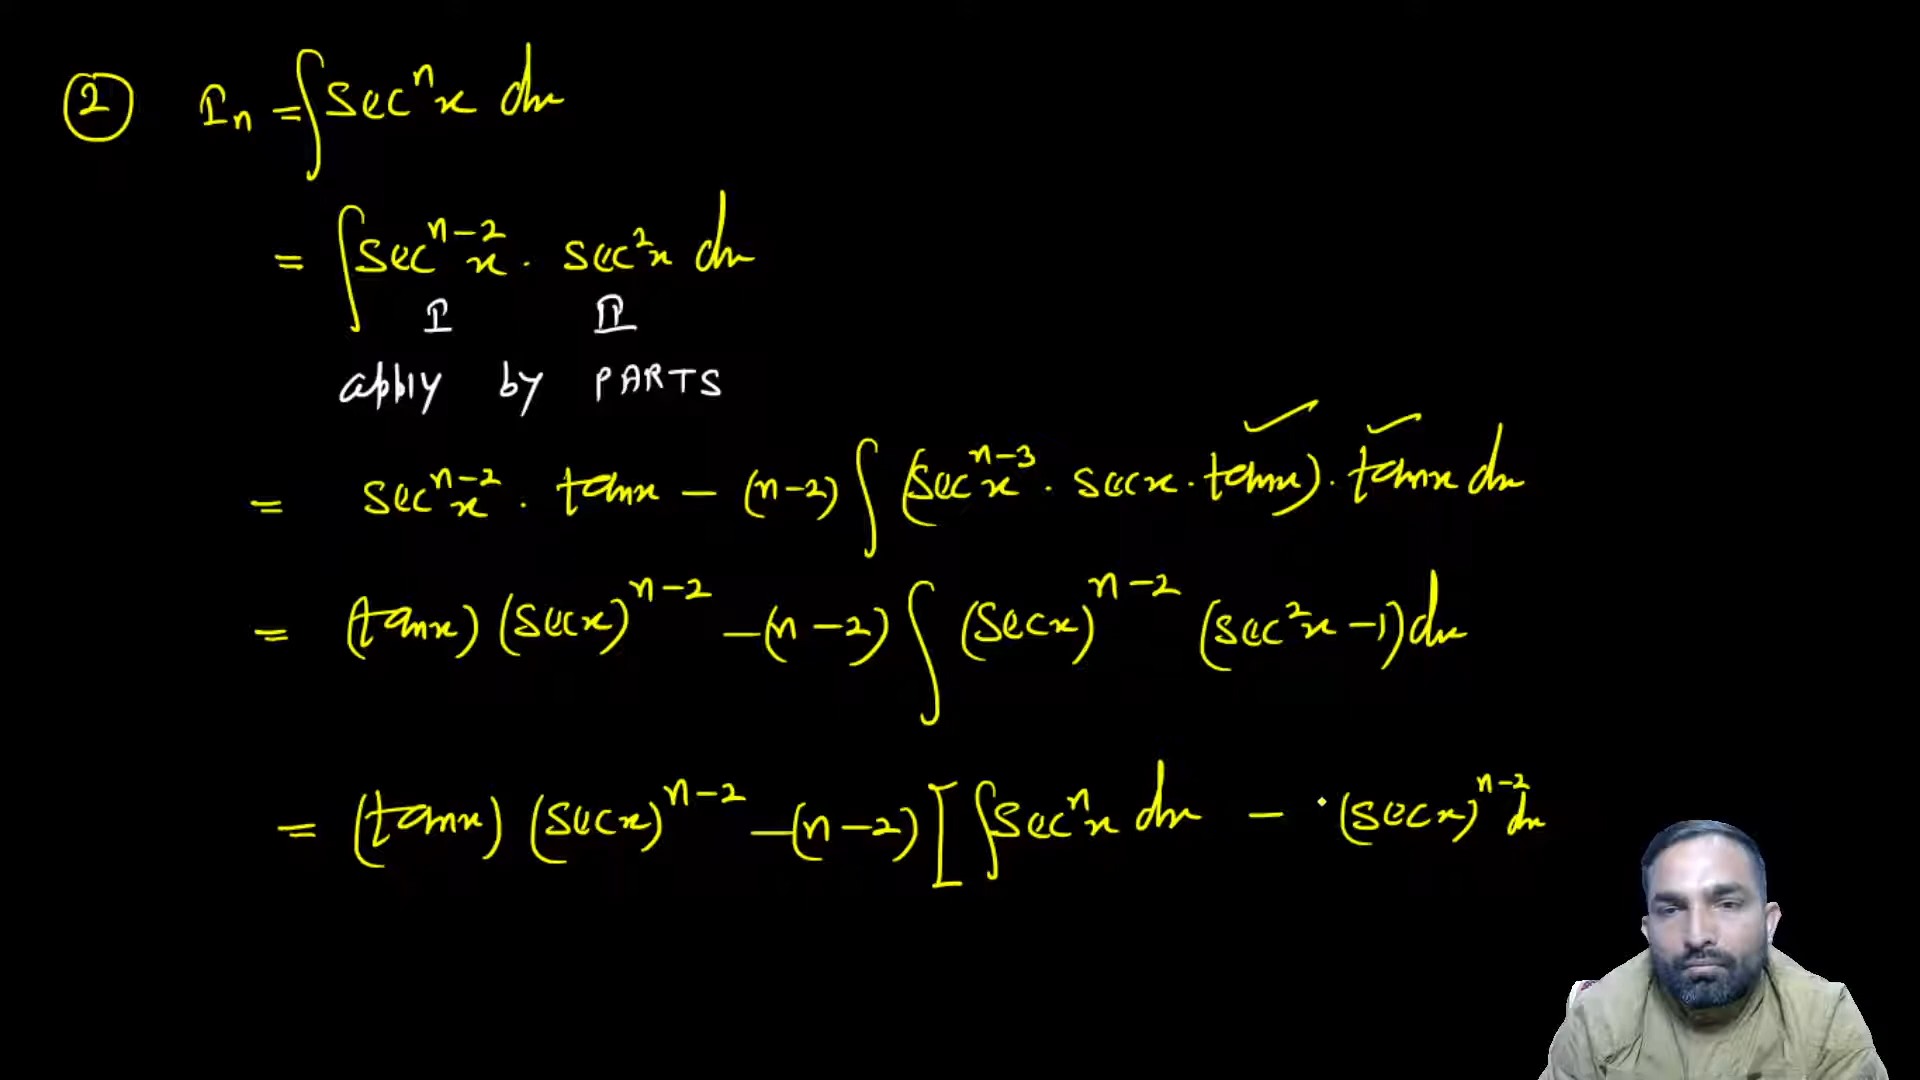 ② Iₙ = ∫ secⁿx dx
= ∫ secⁿ⁻²x · sec²x dx
I II
apply by PARTS
= secⁿ⁻²x · tanx − (n−2) ∫ (secⁿ⁻³x · secx · tanx) · tanx dx
= (tanx) (secx)ⁿ⁻² −(n−2) ∫ (secx)ⁿ⁻² (sec²x −1) dx
= (tanx) (secx)ⁿ⁻² −(n−2) [ ∫ secⁿx dx − (secx)ⁿ⁻² dx